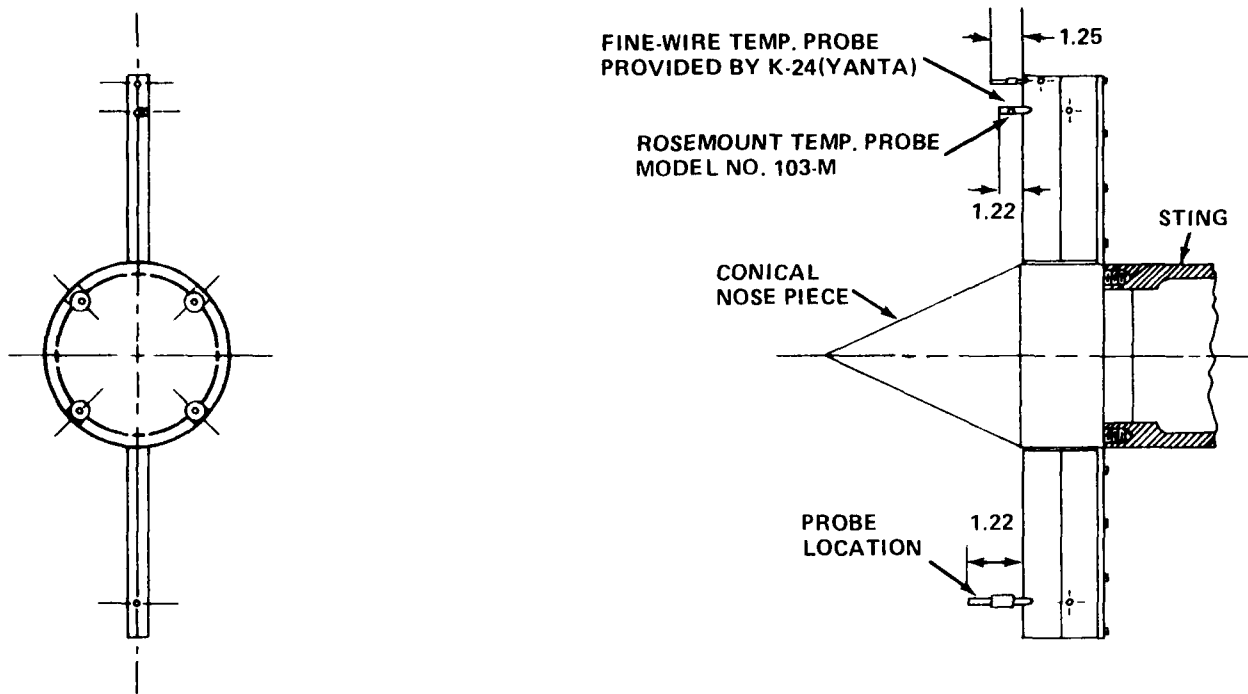 FINE-WIRE TEMP. PROBE
PROVIDED BY K-24(YANTA)
1.25
ROSEMOUNT TEMP. PROBE
MODEL NO. 103-M
1.22
STING
CONICAL
NOSE PIECE
PROBE
LOCATION
1.22